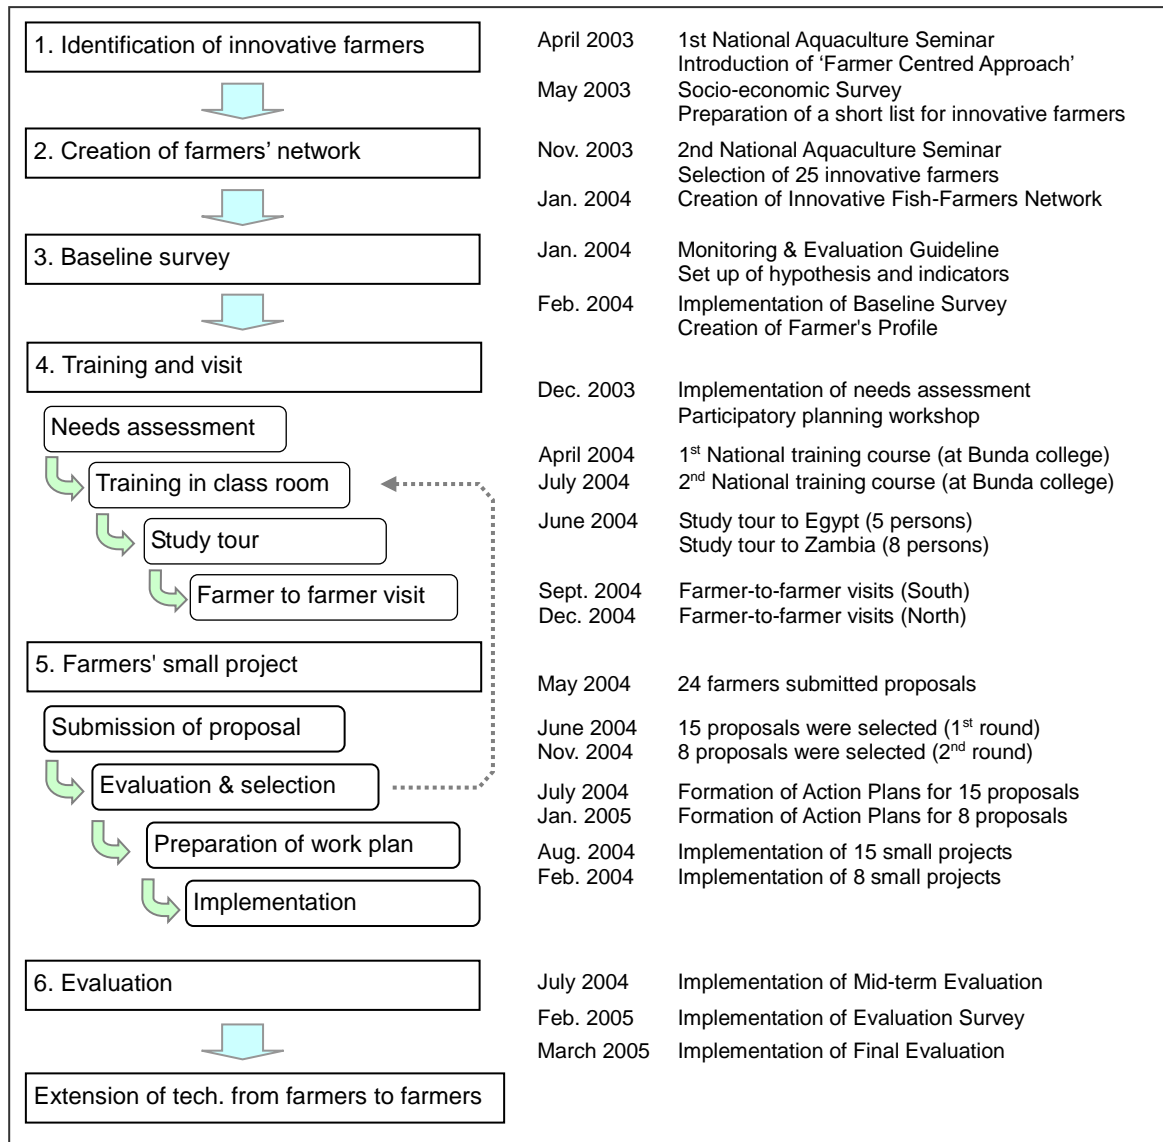 1. Identification of innovative farmers
April 2003 1st National Aquaculture Seminar
Introduction of ‘Farmer Centred Approach’
May 2003 Socio-economic Survey
Preparation of a short list for innovative farmers
2. Creation of farmers’ network
Nov. 2003 2nd National Aquaculture Seminar
Selection of 25 innovative farmers
Jan. 2004 Creation of Innovative Fish-Farmers Network
3. Baseline survey
Jan. 2004 Monitoring & Evaluation Guideline
Set up of hypothesis and indicators
Feb. 2004 Implementation of Baseline Survey
Creation of Farmer's Profile
4. Training and visit
Dec. 2003 Implementation of needs assessment
Participatory planning workshop
Needs assessment
April 2004 1st National training course (at Bunda college)
Training in class room
July 2004 2nd National training course (at Bunda college)
June 2004 Study tour to Egypt (5 persons)
Study tour
Study tour to Zambia (8 persons)
Farmer to farmer visit
Sept. 2004 Farmer-to-farmer visits (South)
Dec. 2004 Farmer-to-farmer visits (North)
5. Farmers' small project
May 2004 24 farmers submitted proposals
Submission of proposal
June 2004 15 proposals were selected (1st round)
Nov. 2004 8 proposals were selected (2nd round)
Evaluation & selection
July 2004 Formation of Action Plans for 15 proposals
Jan. 2005 Formation of Action Plans for 8 proposals
Preparation of work plan
Aug. 2004 Implementation of 15 small projects
Feb. 2004 Implementation of 8 small projects
Implementation
6. Evaluation
July 2004 Implementation of Mid-term Evaluation
Feb. 2005 Implementation of Evaluation Survey
March 2005 Implementation of Final Evaluation
Extension of tech. from farmers to farmers